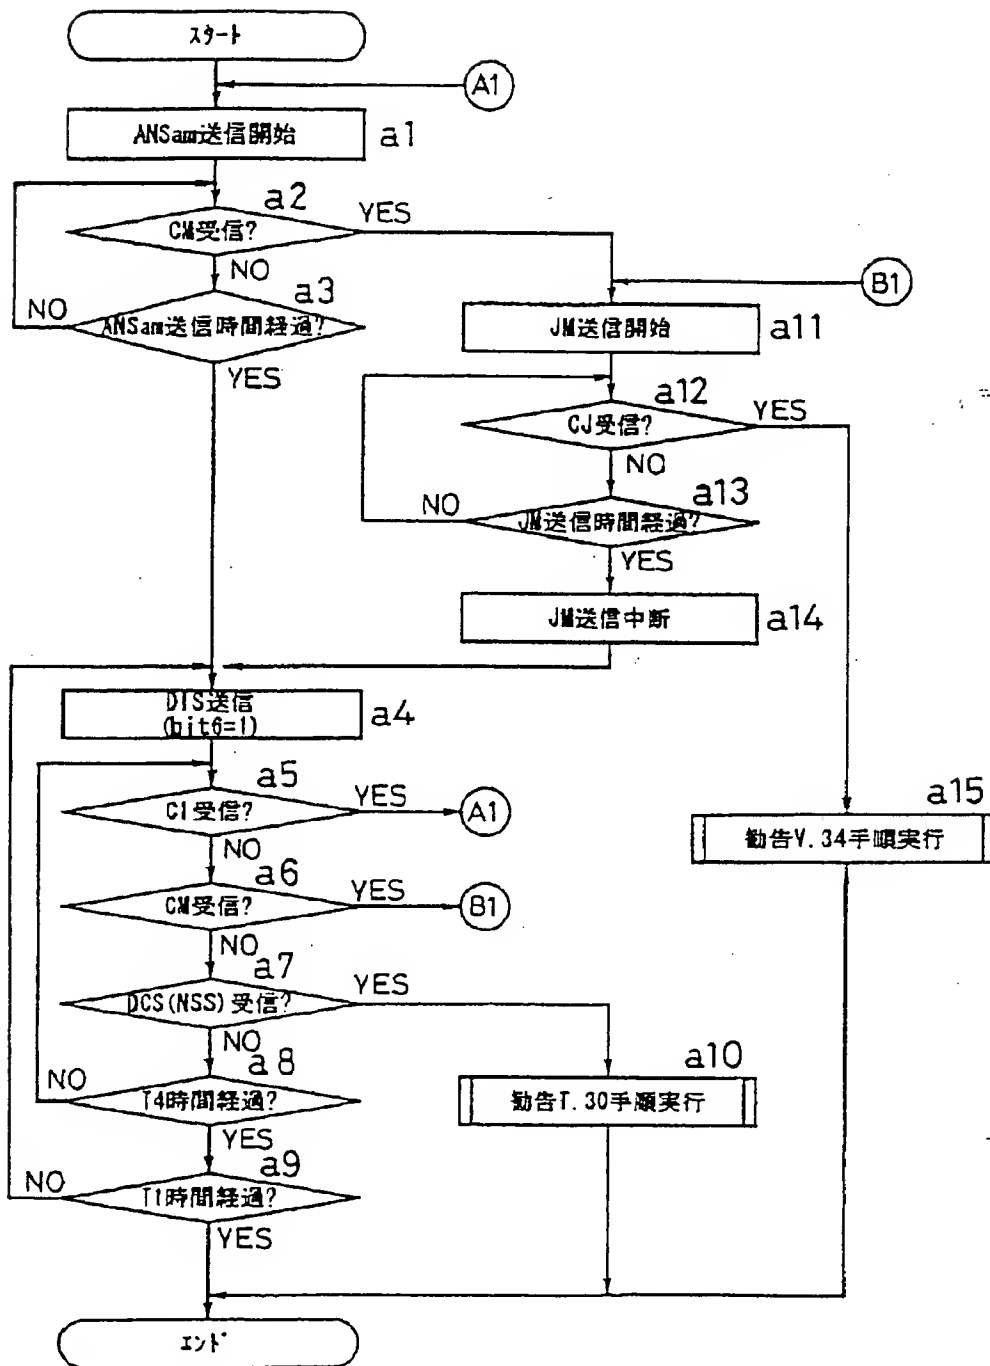 スタート
A1
ANSam送信開始
a1
a2
CM受信?
YES
NO
a3
B1
NO
ANSam送信時間経過?
JM送信開始
a11
YES
a12
CJ受信?
YES
NO
a13
NO
JM送信時間経過?
YES
JM送信中断
a14
DIS送信
(bit6=1)
a4
a5
CI受信?
YES
A1
a15
勧告V.34手順実行
NO
a6
CM受信?
YES
B1
NO
a7
DCS(NSS)受信?
YES
NO
a8
a10
NO
T4時間経過?
勧告T.30手順実行
YES
a9
NO
T1時間経過?
YES
エンド